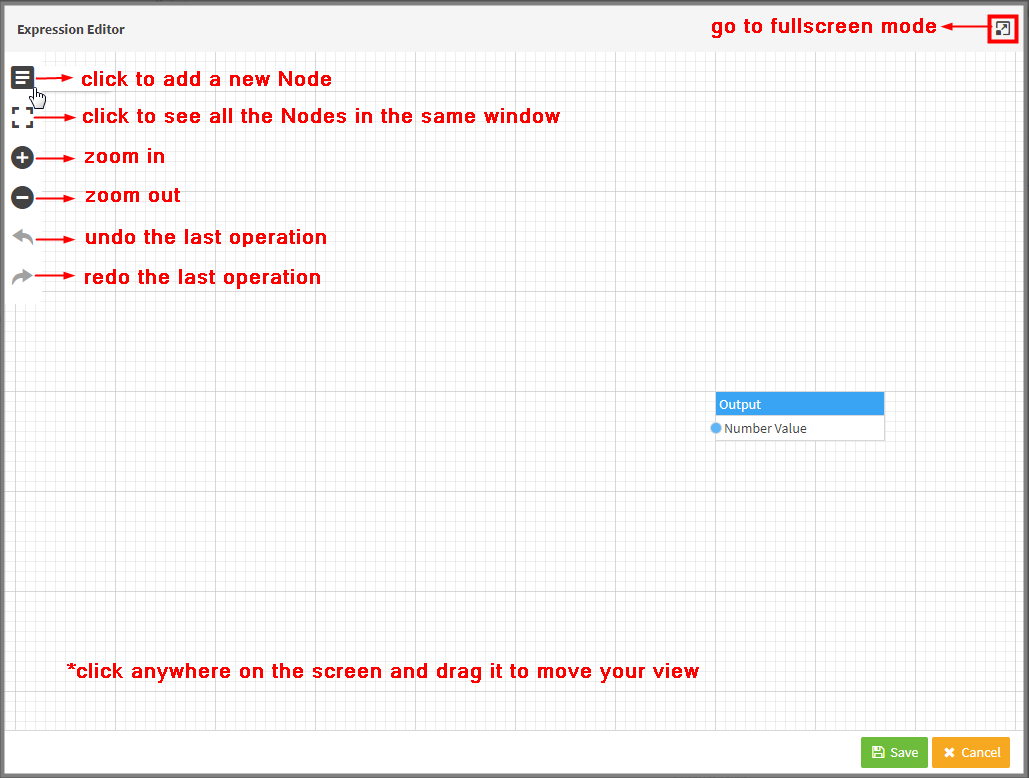 Expression Editor
go to fullscreen mode
click to add a new Node
click to see all the Nodes in the same window
zoom in
zoom out
undo the last operation
redo the last operation
Output
Number Value
*click anywhere on the screen and drag it to move your view
Save
Cancel